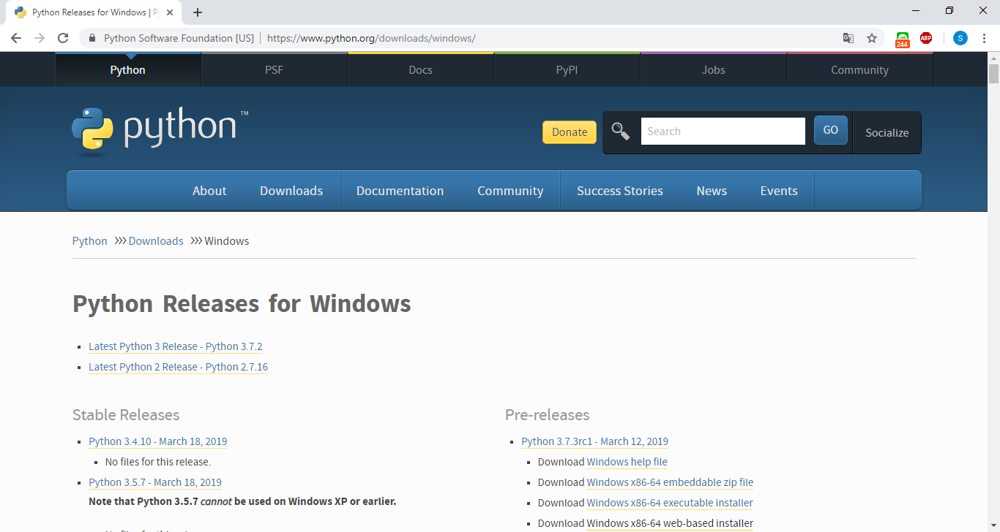 Python Releases for Windows | P
Python Software Foundation [US] | https://www.python.org/downloads/windows/
244
ABP
S
Python
PSF
Docs
PyPI
Jobs
Community
python™
Donate
Search
GO
Socialize
About
Downloads
Documentation
Community
Success Stories
News
Events
Python >>> Downloads >>> Windows
Python Releases for Windows
Latest Python 3 Release - Python 3.7.2
Latest Python 2 Release - Python 2.7.16
Stable Releases
Python 3.4.10 - March 18, 2019
No files for this release.
Python 3.5.7 - March 18, 2019
Note that Python 3.5.7 cannot be used on Windows XP or earlier.
Pre-releases
Python 3.7.3rc1 - March 12, 2019
Download Windows help file
Download Windows x86-64 embeddable zip file
Download Windows x86-64 executable installer
Download Windows x86-64 web-based installer